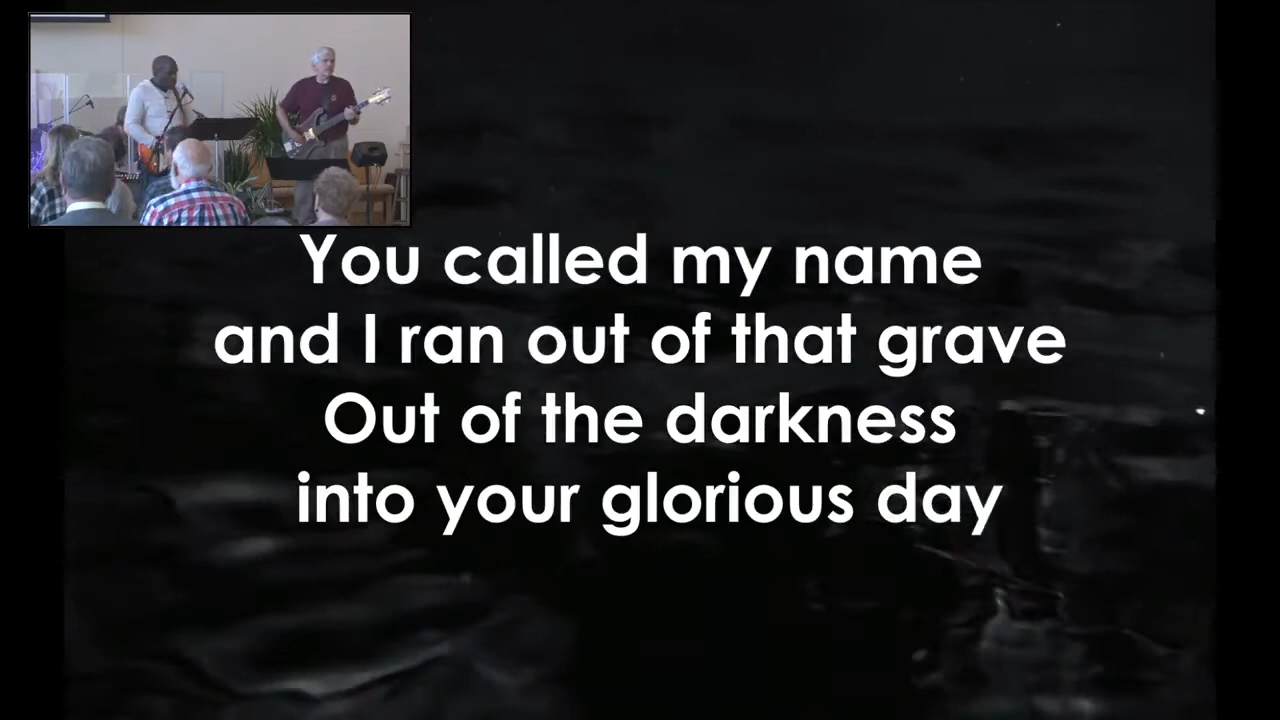 You called my name
and I ran out of that grave
Out of the darkness
into your glorious day